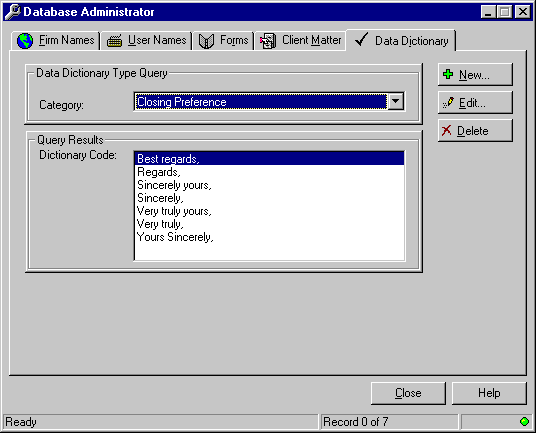 Database Administrator
Firm Names User Names Forms Client Matter Data Dictionary
Data Dictionary Type Query
Category: Closing Preference
New...
Edit...
Delete
Query Results
Dictionary Code:
Best regards,
Regards,
Sincerely yours,
Sincerely,
Very truly yours,
Very truly,
Yours Sincerely,
Close Help
Ready Record 0 of 7